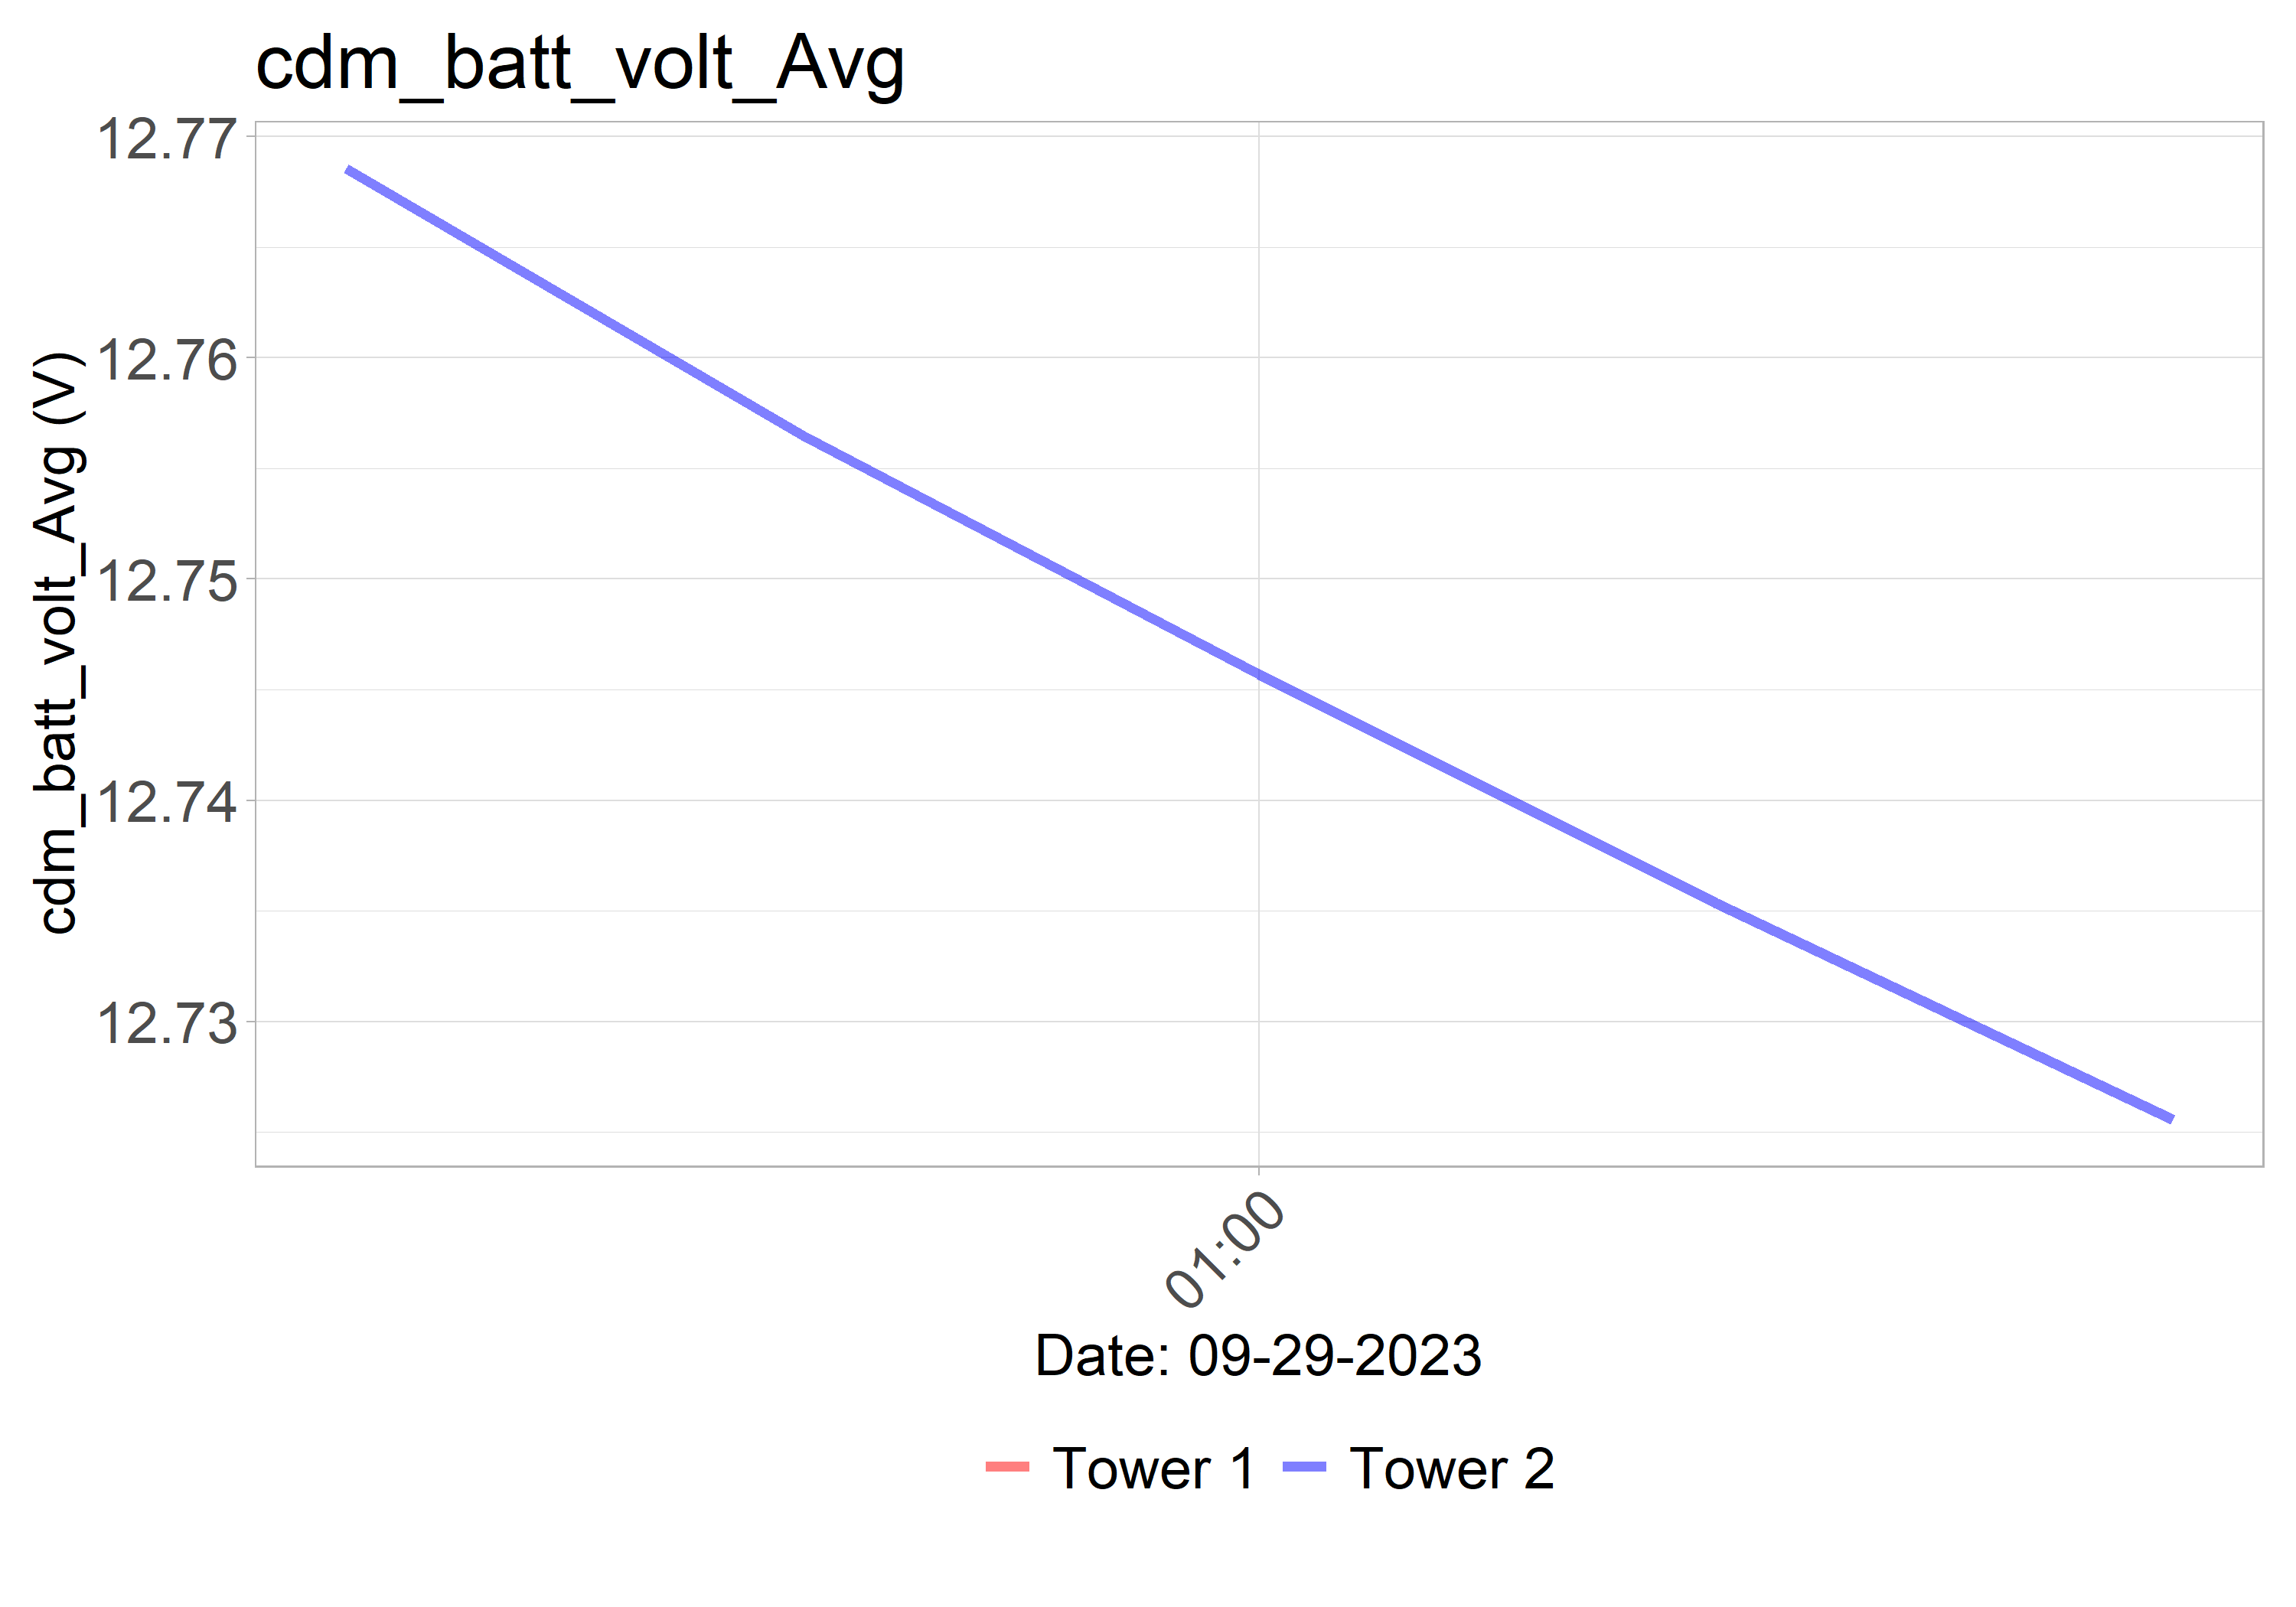 cdm_batt_volt_Avg
cdm_batt_volt_Avg (V)
12.77
12.76
12.75
12.74
12.73
01:00
Date: 09-29-2023
Tower 1 Tower 2